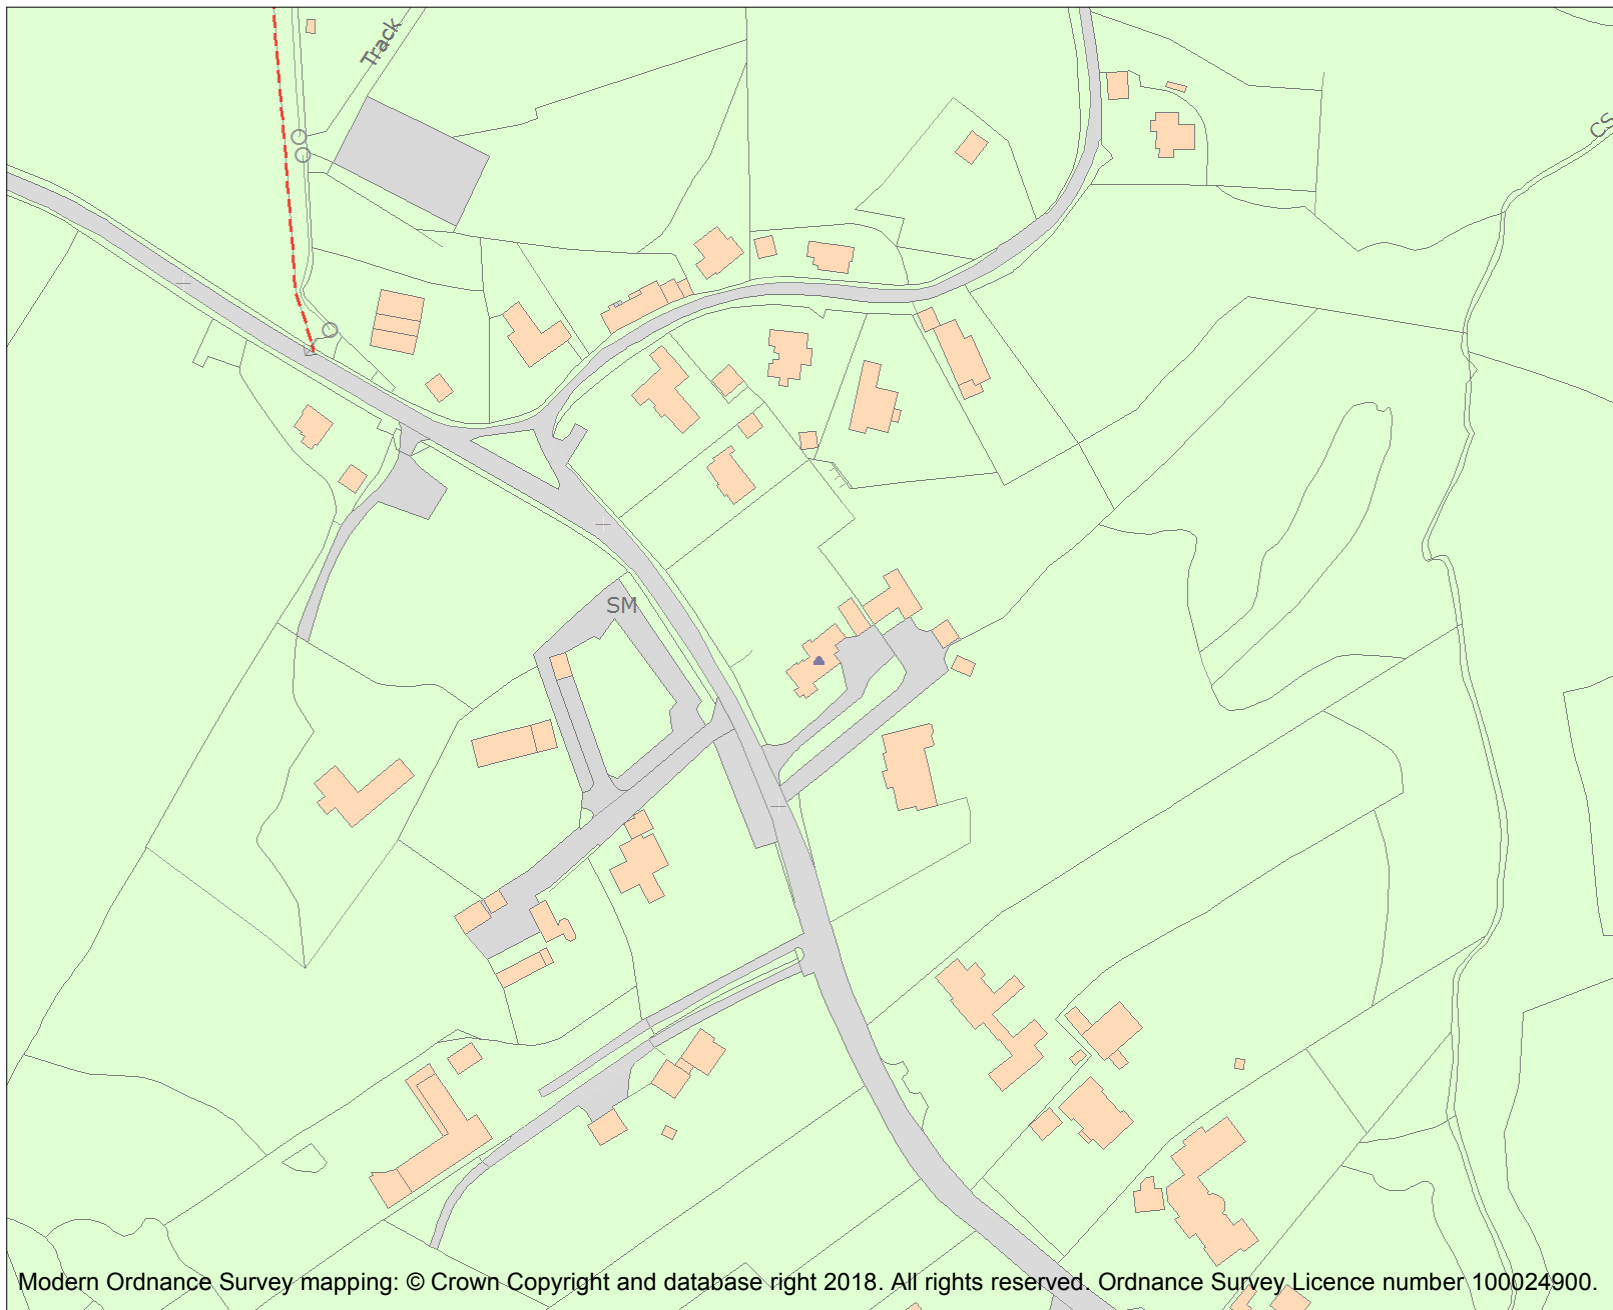 Track
CS
SM
Modern Ordnance Survey mapping: © Crown Copyright and database right 2018. All rights reserved. Ordnance Survey Licence number 100024900.